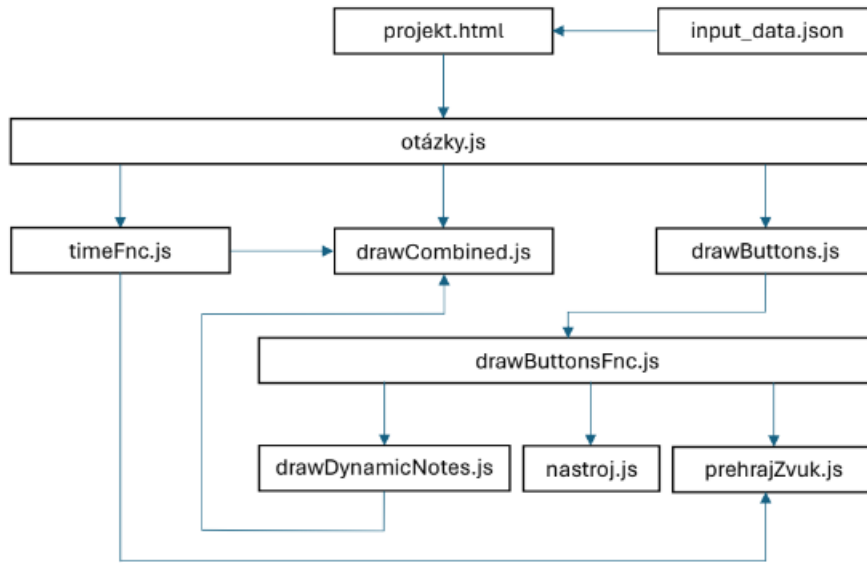 projekt.html
input_data.json
otázky.js
timeFnc.js
drawCombined.js
drawButtons.js
drawButtonsFnc.js
drawDynamicNotes.js
nastroj.js
prehrajZvuk.js